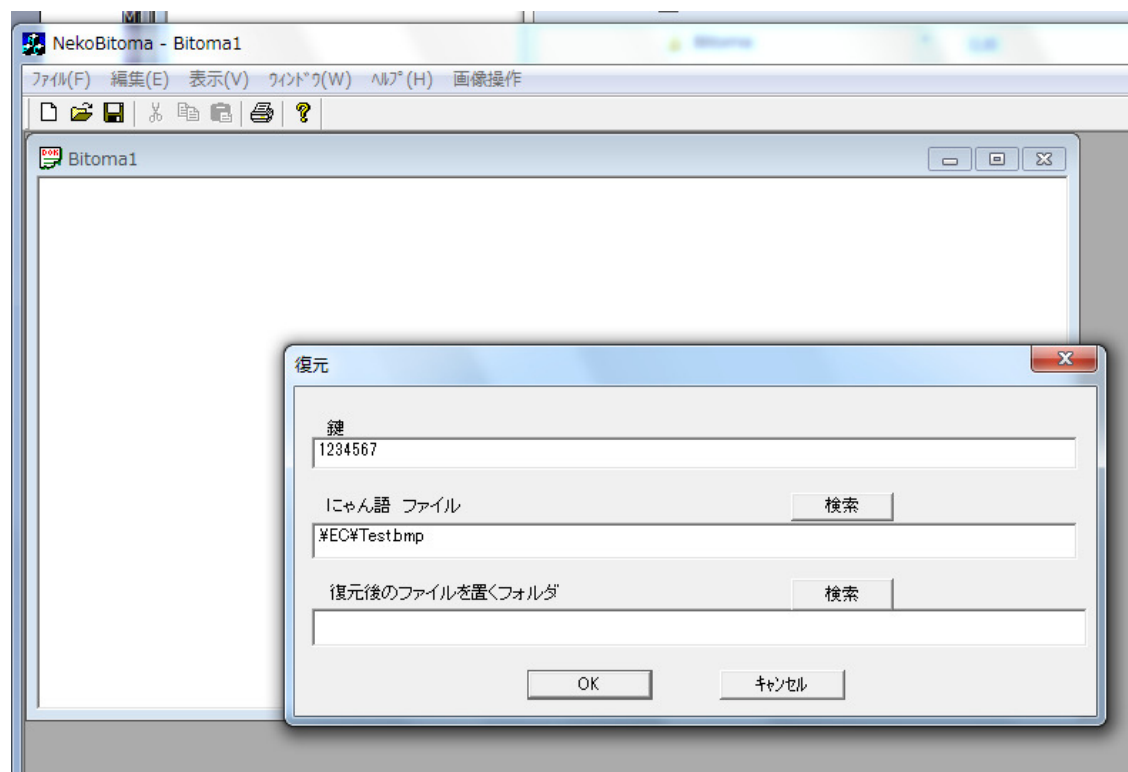 NekoBitoma - Bitoma1
ﾌｧｲﾙ(F) 編集(E) 表示(V) ｳｨﾝﾄﾞｳ(W) ﾍﾙﾌﾟ(H) 画像操作
Bitoma1
復元
鍵
1234567
にゃん語 ファイル 検索
¥EC¥Test.bmp
復元後のファイルを置くフォルダ 検索
OK ｷｬﾝｾﾙ